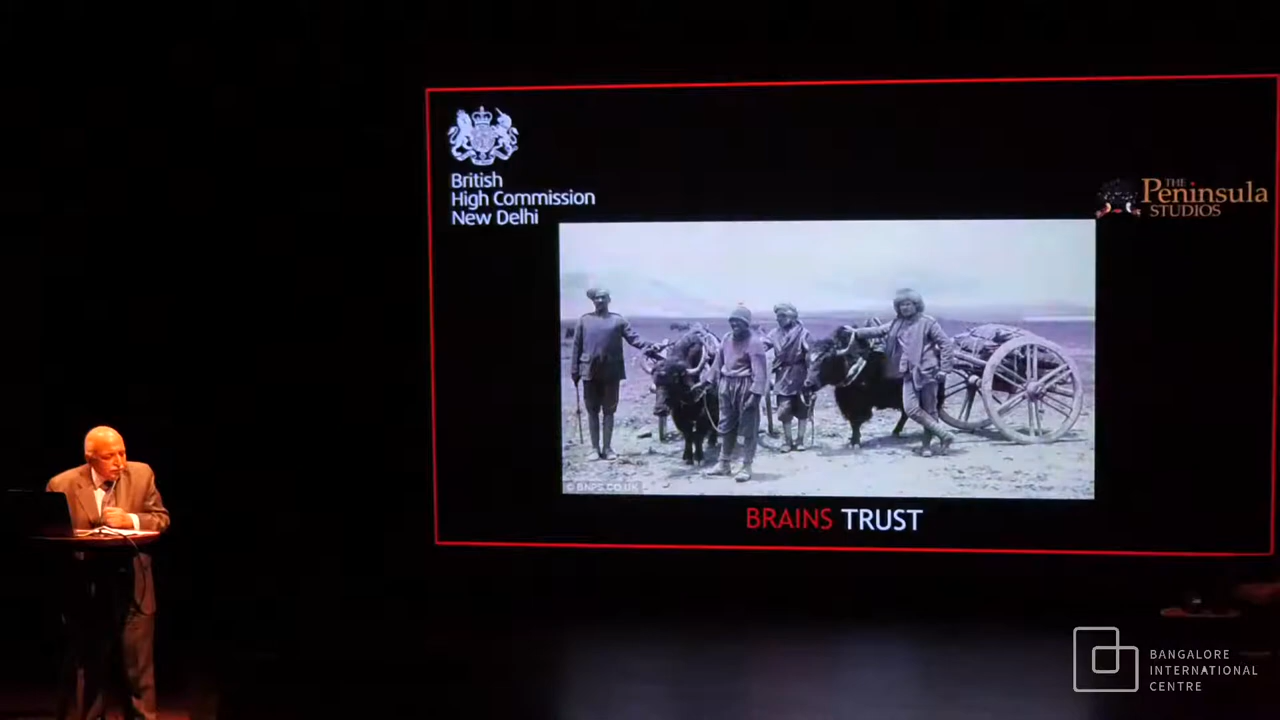 British
High Commission
New Delhi
THE
Peninsula
STUDIOS
© BNPS.CO.UK
BRAINS TRUST
BANGALORE
INTERNATIONAL
CENTRE